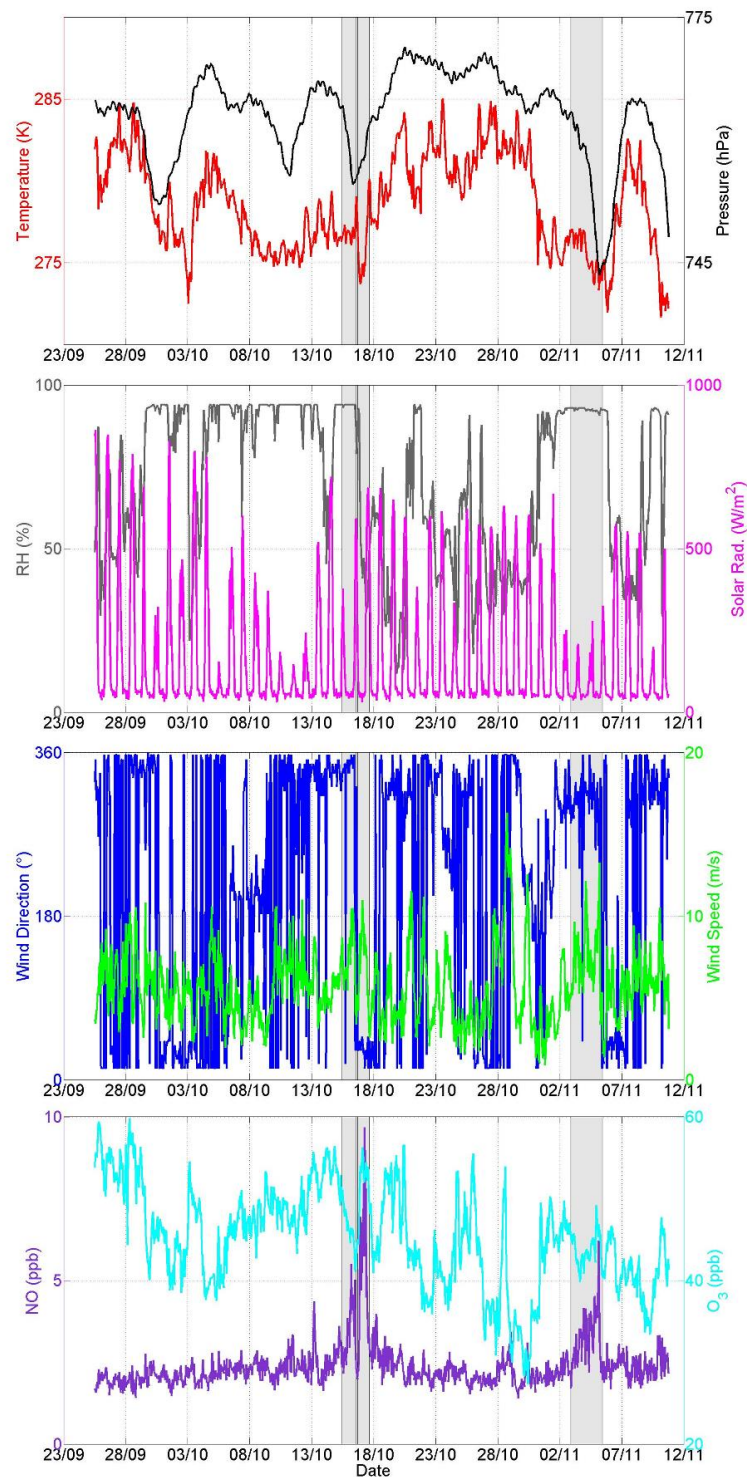 775
285
Temperature (K)
Pressure (hPa)
275
745
23/09 28/09 03/10 08/10 13/10 18/10 23/10 28/10 02/11 07/11 12/11
100
1000
RH (%)
50
500
Solar Rad. (W/m²)
0
0
23/09 28/09 03/10 08/10 13/10 18/10 23/10 28/10 02/11 07/11 12/11
360
20
Wind Direction (°)
180
10
Wind Speed (m/s)
0
0
23/09 28/09 03/10 08/10 13/10 18/10 23/10 28/10 02/11 07/11 12/11
10
60
NO (ppb)
5
40
O₃ (ppb)
0
20
23/09 28/09 03/10 08/10 13/10 18/10 23/10 28/10 02/11 07/11 12/11
Date